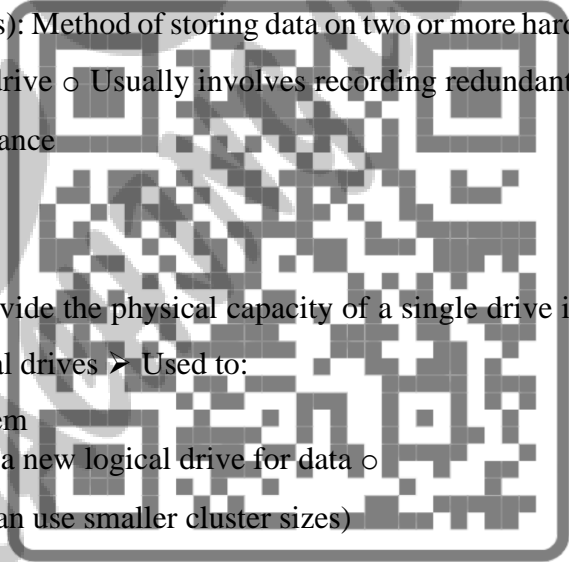 s): Method of storing data on two or more hard
drive o Usually involves recording redundant
ance
vide the physical capacity of a single drive i
al drives ➢ Used to:
em
a new logical drive for data o
an use smaller cluster sizes)